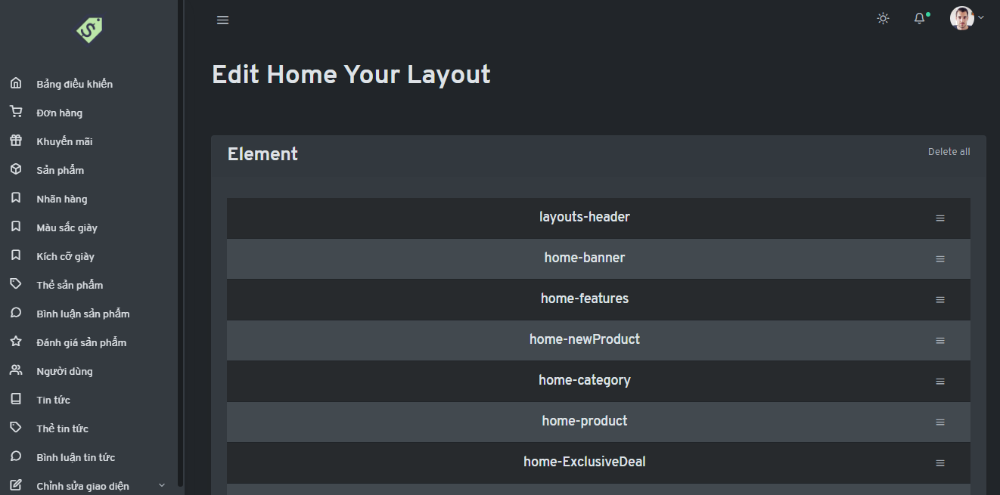 Bảng điều khiến
Đơn hàng
Khuyến mãi
Sản phẩm
Nhãn hàng
Màu sắc giày
Kích cỡ giày
Thẻ sản phẩm
Bình luận sản phẩm
Đánh giá sản phẩm
Người dùng
Tin tức
Thẻ tin tức
Bình luận tin tức
Chỉnh sửa giao diện
Edit Home Your Layout
Element
Delete all
layouts-header
home-banner
home-features
home-newProduct
home-category
home-product
home-ExclusiveDeal